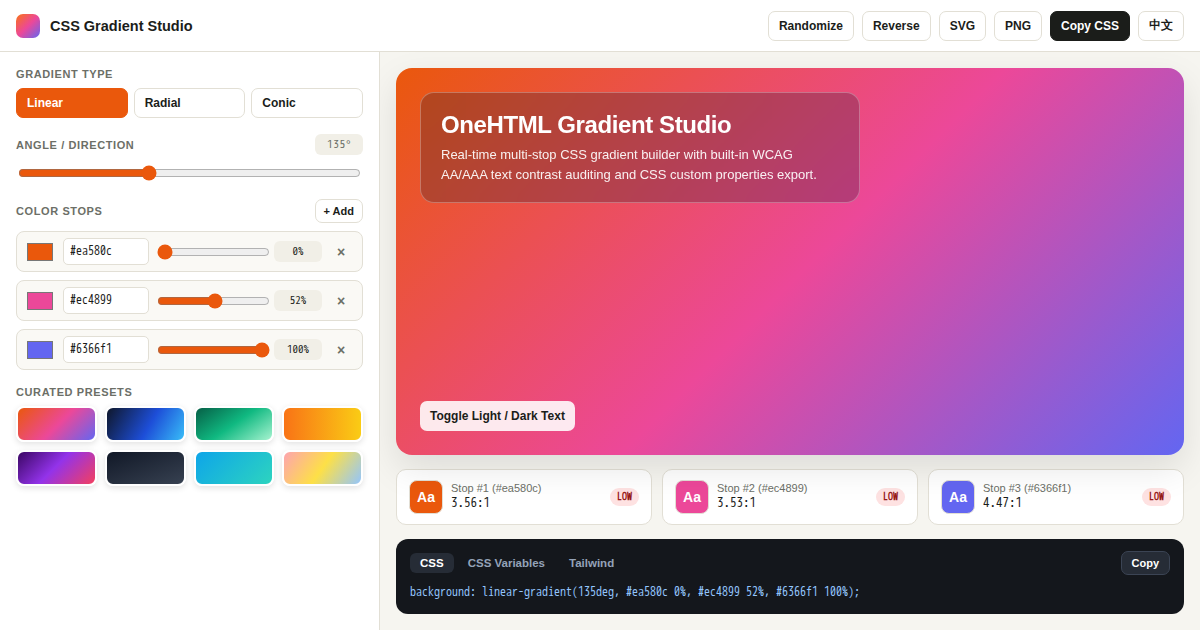 CSS Gradient Studio
Randomize
Reverse
SVG
PNG
Copy CSS
中文
GRADIENT TYPE
Linear
Radial
Conic
ANGLE / DIRECTION
135°
COLOR STOPS
+ Add
#ea580c
0%
×
#ec4899
52%
×
#6366f1
100%
×
CURATED PRESETS
OneHTML Gradient Studio
Real-time multi-stop CSS gradient builder with built-in WCAG
AA/AAA text contrast auditing and CSS custom properties export.
Toggle Light / Dark Text
Aa
Stop #1 (#ea580c)
3.56:1
LOW
Aa
Stop #2 (#ec4899)
3.53:1
LOW
Aa
Stop #3 (#6366f1)
4.47:1
LOW
CSS
CSS Variables
Tailwind
Copy
background: linear-gradient(135deg, #ea580c 0%, #ec4899 52%, #6366f1 100%);